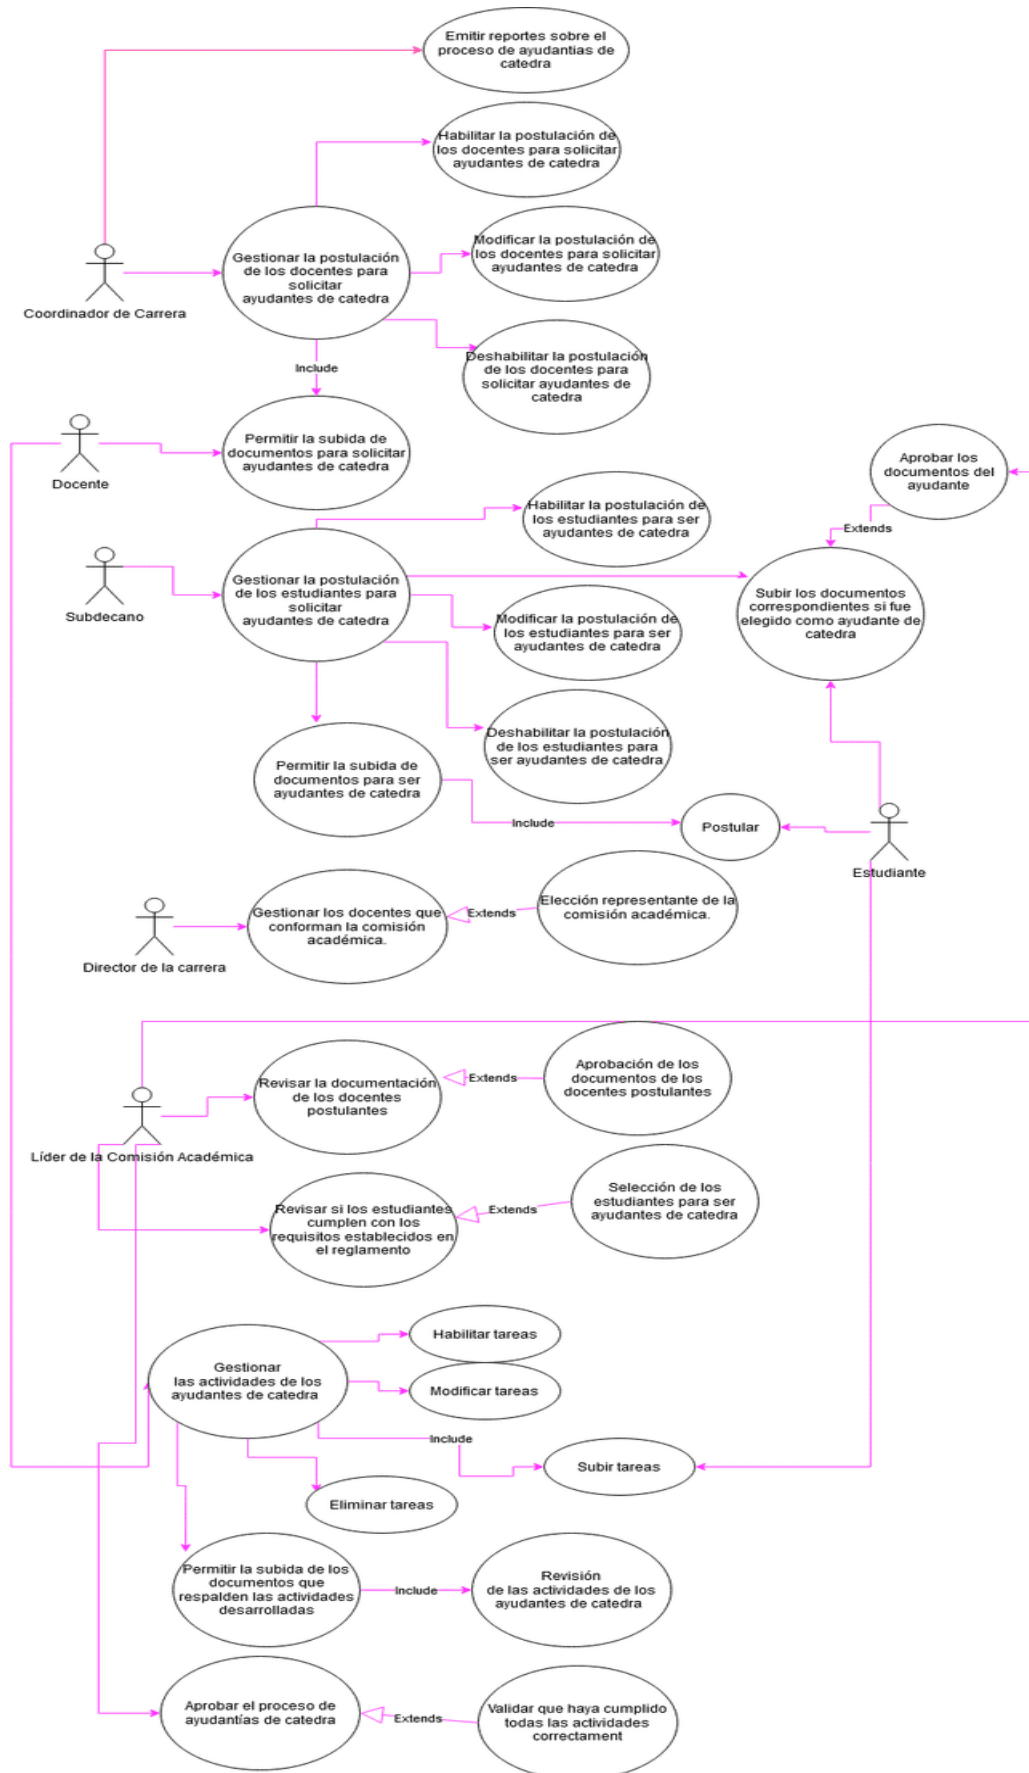 Emitir reportes sobre el
proceso de ayudantias de
catedra
Habilitar la postulación de
los docentes para solicitar
ayudantes de catedra
Gestionar la postulación
de los docentes para
solicitar
ayudantes de catedra
Modificar la postulación de
los docentes para solicitar
ayudantes de catedra
Coordinador de Carrera
Deshabilitar la postulación
de los docentes para
solicitar ayudantes de
catedra
Include
Docente
Permitir la subida de
documentos para solicitar
ayudantes de catedra
Aprobar los
documentos del
ayudante
Habilitar la postulación de
los estudiantes para ser
ayudantes de catedra
Extends
Subdecano
Gestionar la postulación
de los estudiantes para
solicitar
ayudantes de catedra
Subir los documentos
correspondientes si fue
elegido como ayudante de
catedra
Modificar la postulación de
los estudiantes para ser
ayudantes de catedra
Deshabilitar la postulación
de los estudiantes para
ser ayudantes de catedra
Permitir la subida de
documentos para ser
ayudantes de catedra
Include
Postular
Estudiante
Director de la carrera
Gestionar los docentes que
conforman la comisión
académica.
Extends
Elección representante de la
comisión académica.
Líder de la Comisión Académica
Revisar la documentación
de los docentes
postulantes
Extends
Aprobación de los
documentos de los
docentes postulantes
Revisar si los estudiantes
cumplen con los
requisitos establecidos en
el reglamento
Extends
Selección de los
estudiantes para ser
ayudantes de catedra
Gestionar
las actividades de los
ayudantes de catedra
Habilitar tareas
Modificar tareas
Include
Subir tareas
Eliminar tareas
Permitir la subida de los
documentos que
respalden las actividades
desarrolladas
Include
Revisión
de las actividades de los
ayudantes de catedra
Aprobar el proceso de
ayudantías de catedra
Extends
Validar que haya cumplido
todas las actividades
correctament